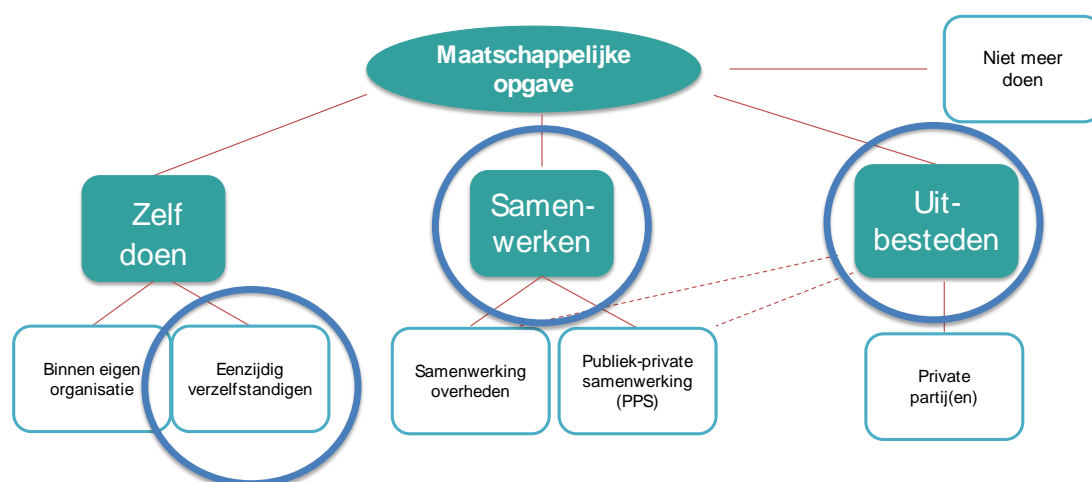 Maatschappelijke
opgave
Niet meer
doen
Zelf
doen
Samen-
werken
Uit-
besteden
Binnen eigen
organisatie
Eenzijdig
verzelfstandigen
Samenwerking
overheden
Publiek-private
samenwerking
(PPS)
Private
partij(en)